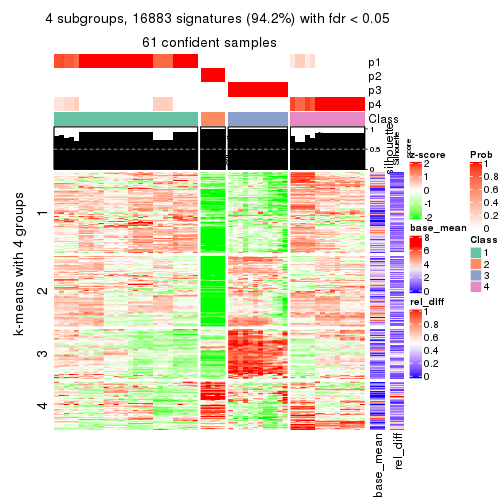 4 subgroups, 16883 signatures (94.2%) with fdr < 0.05
61 confident samples
p1
p2
p3
p4
Class
1
0.5
0
silhouette
Silhouette
score
k-means with 4 groups
1
2
3
4
base_mean
rel_diff
z-score
2
1
0
-1
-2
base_mean
8
6
4
2
0
rel_diff
1
0.8
0.6
0.4
0.2
0
Prob
1
0.8
0.6
0.4
0.2
0
Class
1
2
3
4